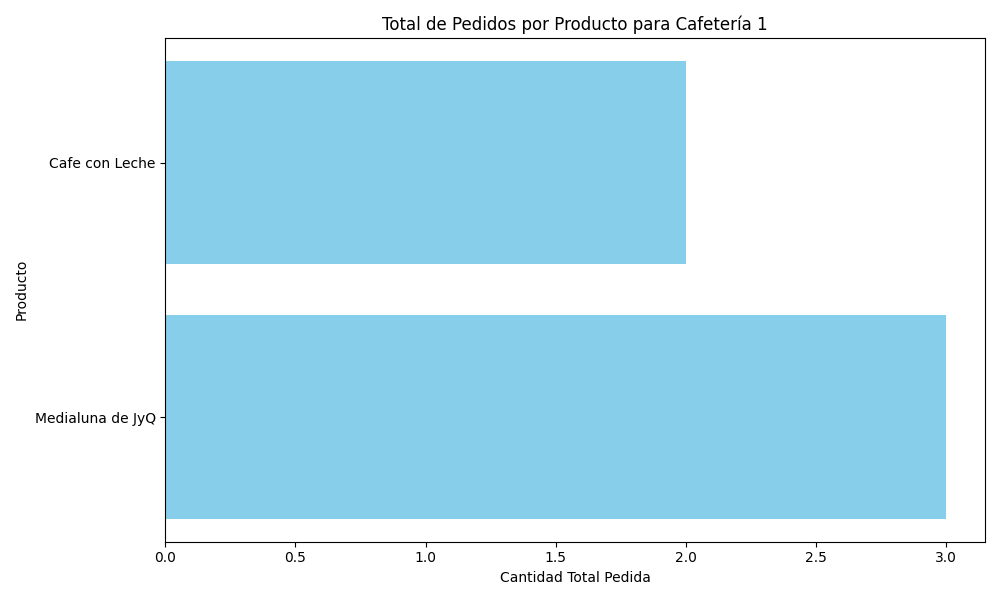 Total de Pedidos por Producto para Cafetería 1
Producto
Cafe con Leche
Medialuna de JyQ
0.0 0.5 1.0 1.5 2.0 2.5 3.0
Cantidad Total Pedida